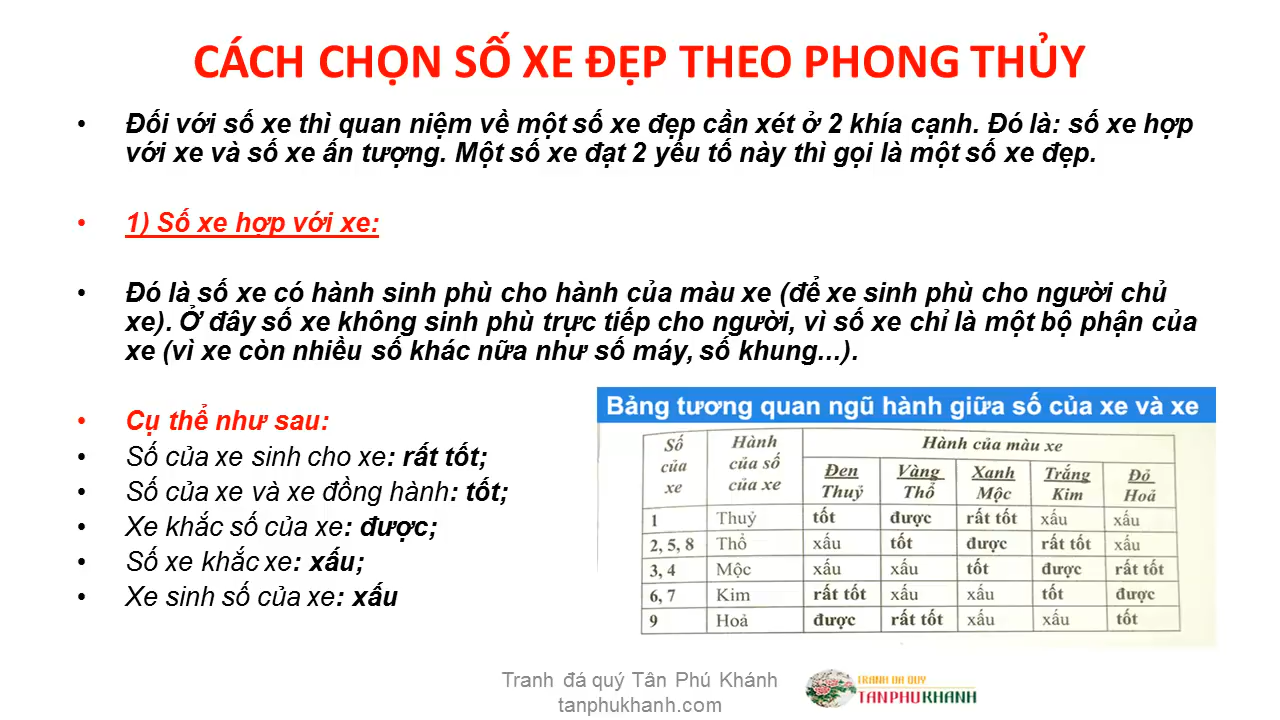 CÁCH CHỌN SỐ XE ĐẸP THEO PHONG THỦY
• Đối với số xe thì quan niệm về một số xe đẹp cần xét ở 2 khía cạnh. Đó là: số xe hợp
với xe và số xe ấn tượng. Một số xe đạt 2 yếu tố này thì gọi là một số xe đẹp.
• 1) Số xe hợp với xe:
• Đó là số xe có hành sinh phù cho hành của màu xe (để xe sinh phù cho người chủ
xe). Ở đây số xe không sinh phù trực tiếp cho người, vì số xe chỉ là một bộ phận của
xe (vì xe còn nhiều số khác nữa như số máy, số khung...).
• Cụ thể như sau:
• Số của xe sinh cho xe: rất tốt;
• Số của xe và xe đồng hành: tốt;
• Xe khắc số của xe: được;
• Số xe khắc xe: xấu;
• Xe sinh số của xe: xấu
Bảng tương quan ngũ hành giữa số của xe và xe
Số của xe Hành của số của xe Hành của màu xe
Đen Thuỷ Vàng Thổ Xanh Mộc Trắng Kim Đỏ Hoả
1 Thuỷ tốt được rất tốt xấu xấu
2, 5, 8 Thổ xấu tốt được rất tốt xấu
3, 4 Mộc xấu xấu tốt được rất tốt
6, 7 Kim rất tốt xấu xấu tốt được
9 Hoả được rất tốt xấu xấu tốt
Tranh đá quý Tân Phú Khánh
tanphukhanh.com
TRANH DA QUY
TANPHUKHANH